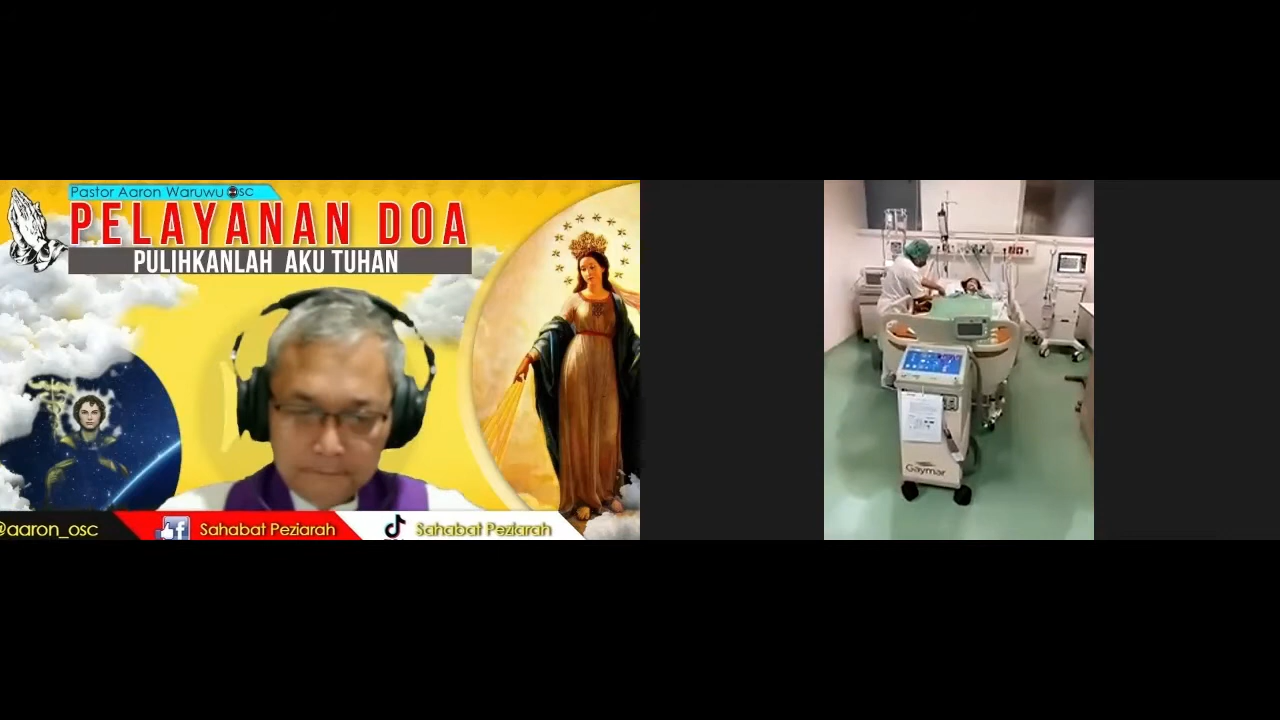 Pastor Aaron Waruwu OSC
PELAYANAN DOA
PULIHKANLAH AKU TUHAN
@aaron_osc
Sahabat Peziarah
Sahabat Peziarah
Gaymar